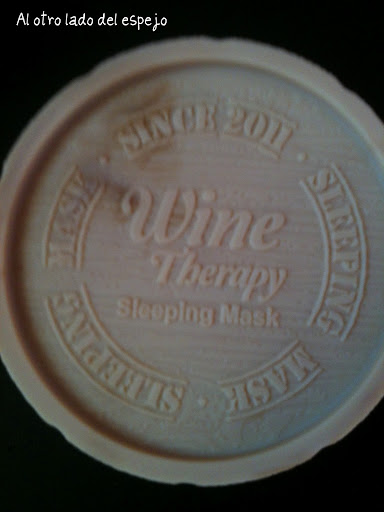 Al otro lado del espejo
· SINCE 2011 ·
SLEEPING
MASK ·
SLEEPING
MASK
Wine
Therapy
Sleeping Mask